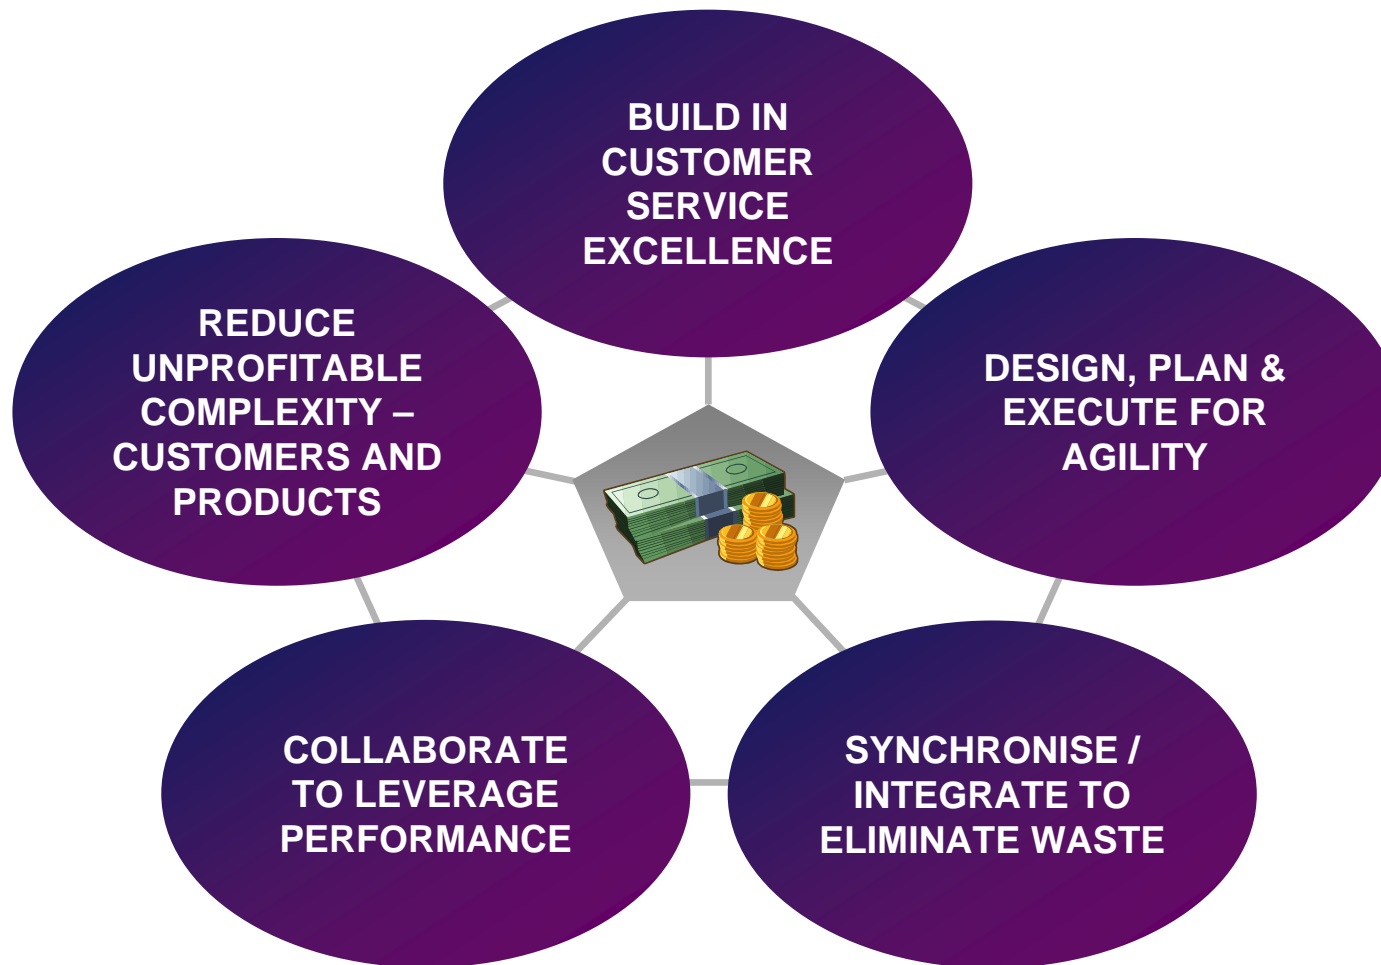 BUILD IN
CUSTOMER
SERVICE
EXCELLENCE
REDUCE
UNPROFITABLE
COMPLEXITY –
CUSTOMERS AND
PRODUCTS
DESIGN, PLAN &
EXECUTE FOR
AGILITY
COLLABORATE
TO LEVERAGE
PERFORMANCE
SYNCHRONISE /
INTEGRATE TO
ELIMINATE WASTE